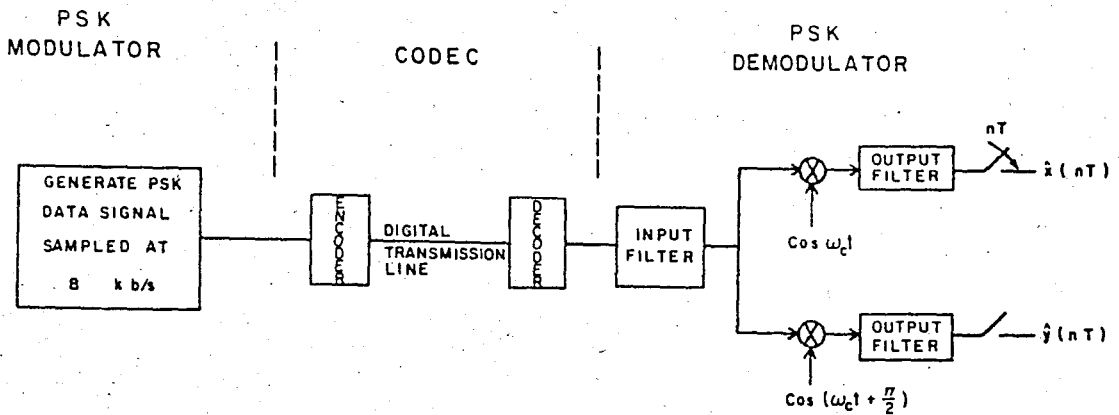 PSK
MODULATOR
CODEC
PSK
DEMODULATOR
GENERATE PSK
DATA SIGNAL
SAMPLED AT
8 k b/s
ENCODER
DIGITAL
TRANSMISSION
LINE
DECODER
INPUT
FILTER
Cos ω_c t
OUTPUT
FILTER
nT
x̂ (nT)
Cos (ω_c t + π/2)
OUTPUT
FILTER
ŷ (nT)